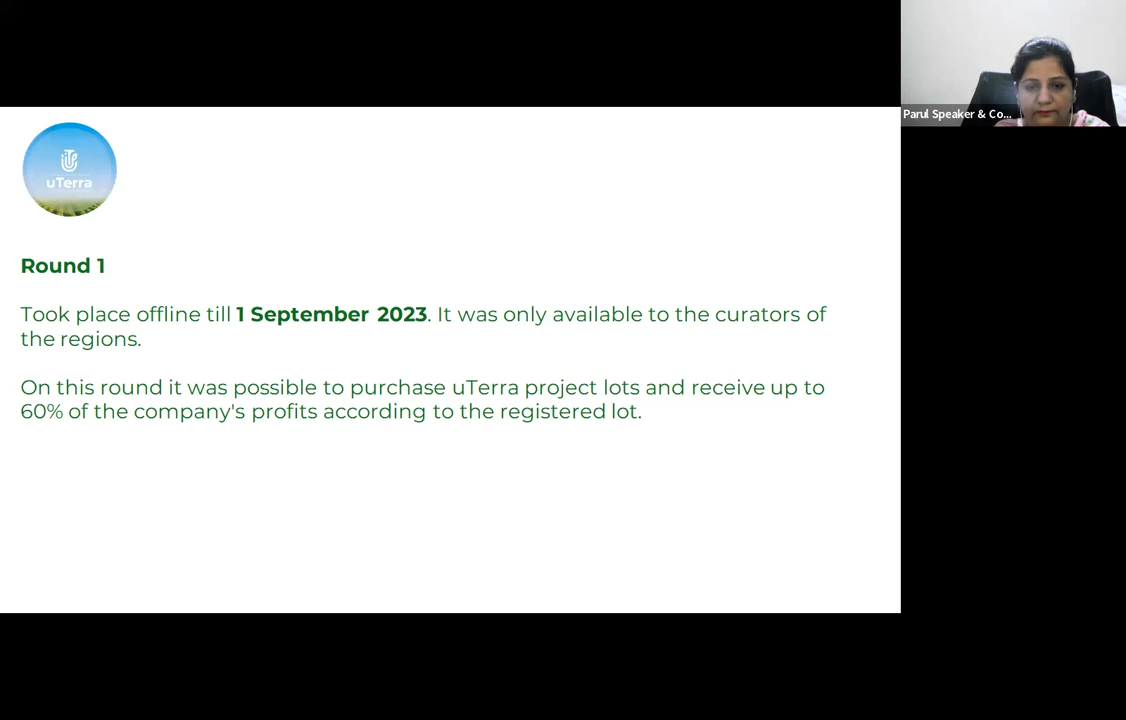 Parul Speaker & Co...
uTerra
Round 1
Took place offline till 1 September 2023. It was only available to the curators of
the regions.
On this round it was possible to purchase uTerra project lots and receive up to
60% of the company's profits according to the registered lot.